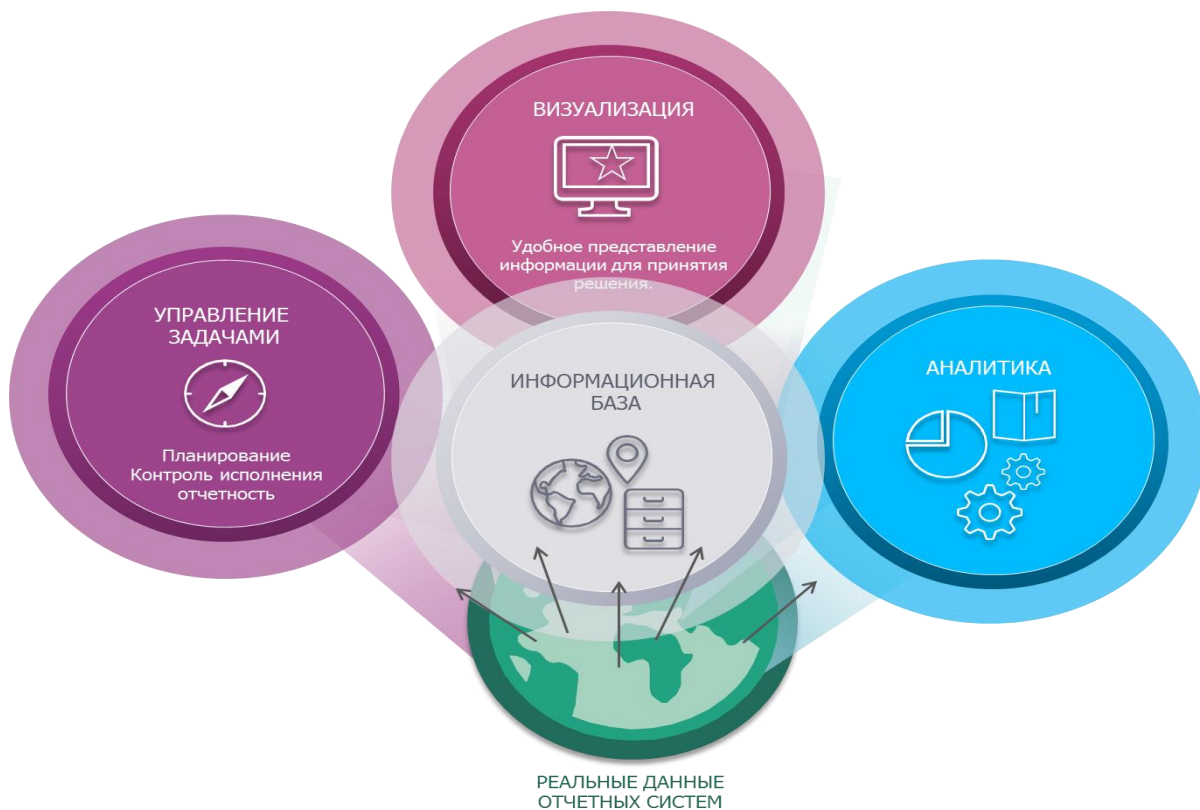 ВИЗУАЛИЗАЦИЯ
Удобное представление
информации для принятия
решения.
УПРАВЛЕНИЕ
ЗАДАЧАМИ
Планирование
Контроль исполнения
отчетность
ИНФОРМАЦИОННАЯ
БАЗА
АНАЛИТИКА
РЕАЛЬНЫЕ ДАННЫЕ
ОТЧЕТНЫХ СИСТЕМ